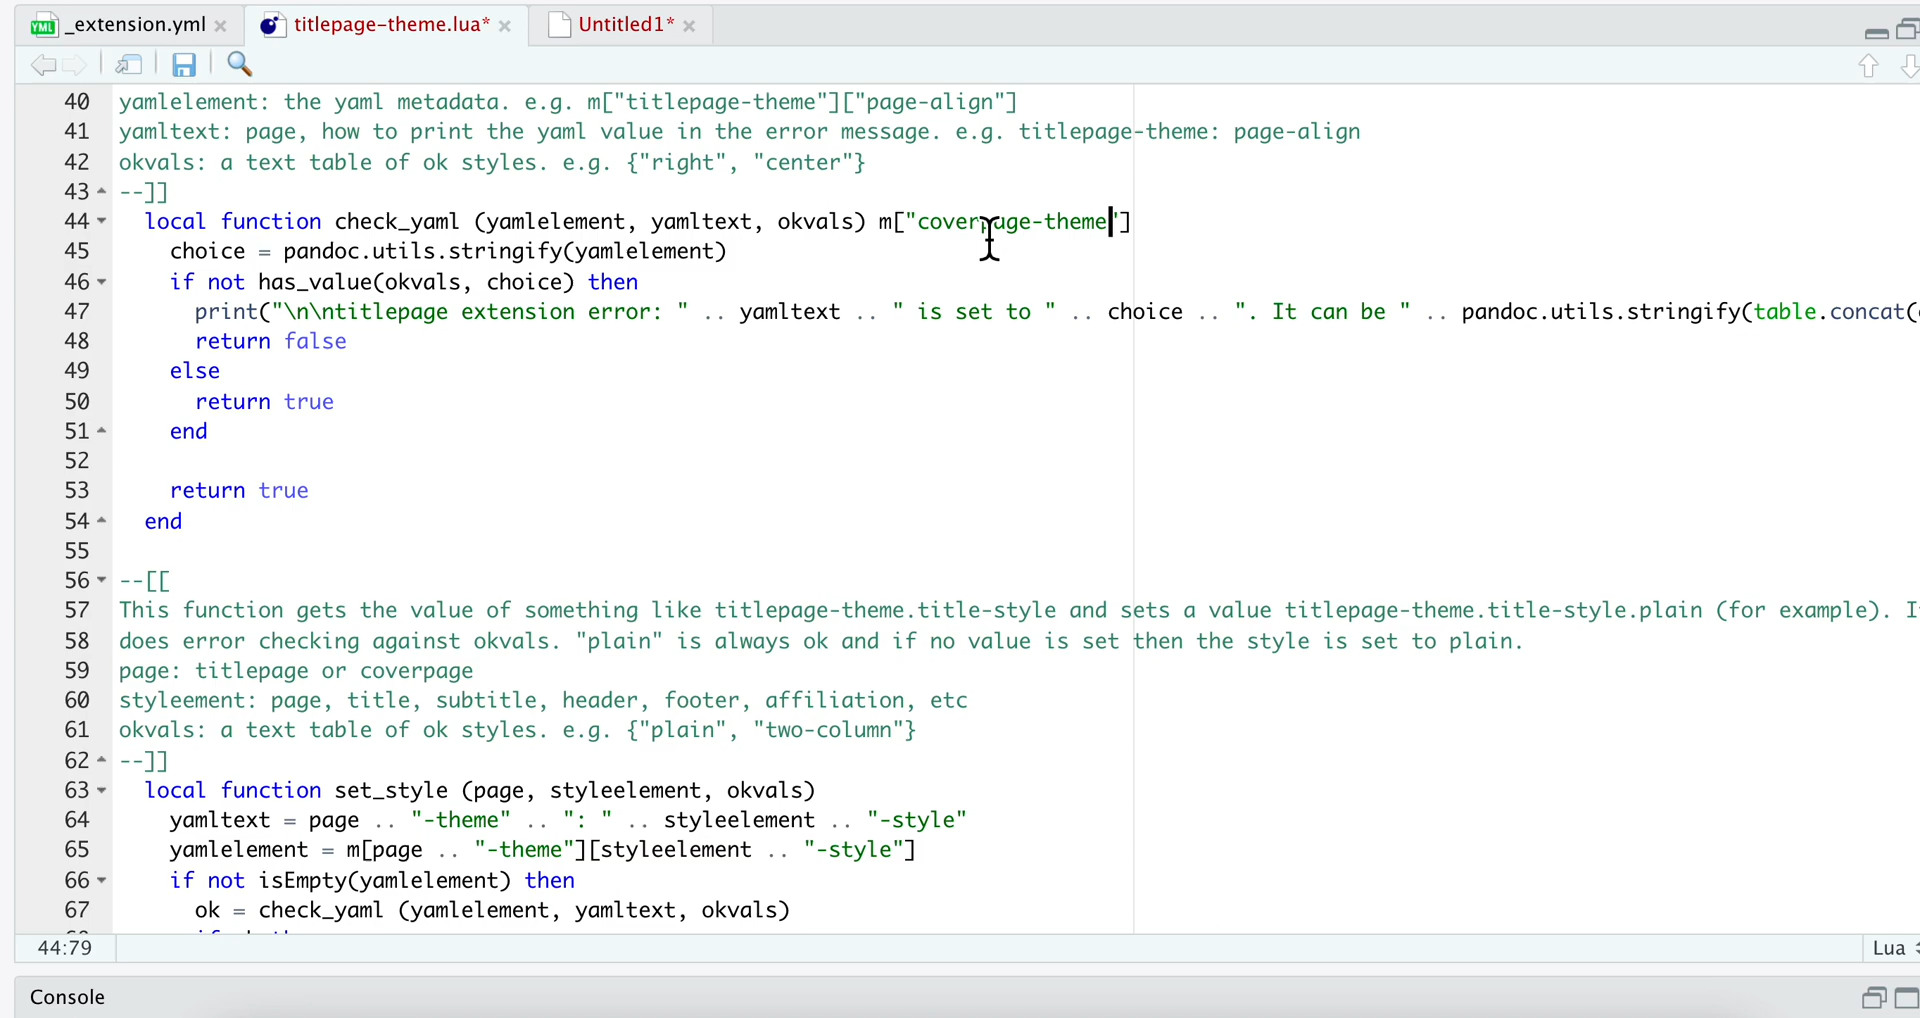 _extension.yml
titlepage-theme.lua*
Untitled1*
40 yamlelement: the yaml metadata. e.g. m["titlepage-theme"]["page-align"]
41 yamltext: page, how to print the yaml value in the error message. e.g. titlepage-theme: page-align
42 okvals: a text table of ok styles. e.g. {"right", "center"}
43 --]]
44 local function check_yaml (yamlelement, yamltext, okvals) m["coverpage-theme"]
45 choice = pandoc.utils.stringify(yamlelement)
46 if not has_value(okvals, choice) then
47 print("\n\ntitlepage extension error: " .. yamltext .. " is set to " .. choice .. ". It can be " .. pandoc.utils.stringify(table.concat(
48 return false
49 else
50 return true
51 end
52
53 return true
54 end
55
56 --[[
57 This function gets the value of something like titlepage-theme.title-style and sets a value titlepage-theme.title-style.plain (for example). I
58 does error checking against okvals. "plain" is always ok and if no value is set then the style is set to plain.
59 page: titlepage or coverpage
60 styleement: page, title, subtitle, header, footer, affiliation, etc
61 okvals: a text table of ok styles. e.g. {"plain", "two-column"}
62 --]]
63 local function set_style (page, styleelement, okvals)
64 yamltext = page .. "-theme" .. ": " .. styleelement .. "-style"
65 yamlelement = m[page .. "-theme"][styleelement .. "-style"]
66 if not isEmpty(yamlelement) then
67 ok = check_yaml (yamlelement, yamltext, okvals)
44:79
Lua
Console